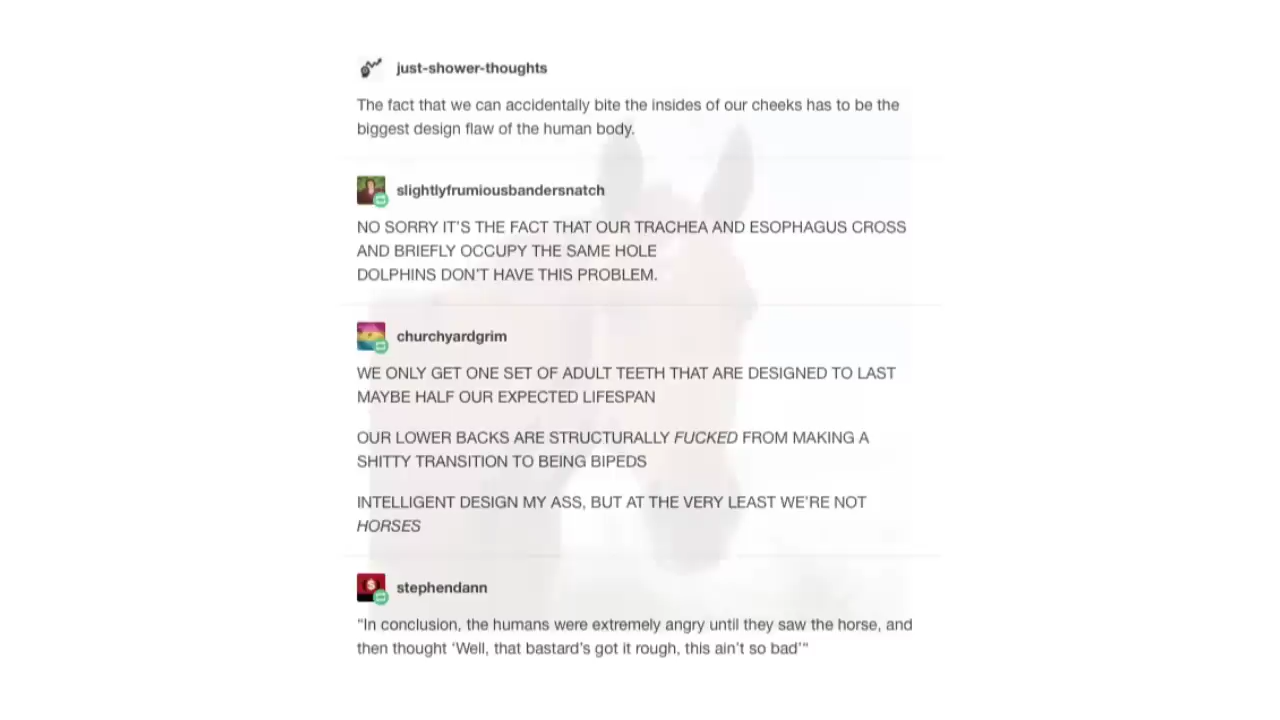 just-shower-thoughts
The fact that we can accidentally bite the insides of our cheeks has to be the
biggest design flaw of the human body.
slightlyfrumiousbandersnatch
NO SORRY IT'S THE FACT THAT OUR TRACHEA AND ESOPHAGUS CROSS
AND BRIEFLY OCCUPY THE SAME HOLE
DOLPHINS DON'T HAVE THIS PROBLEM.
churchyardgrim
WE ONLY GET ONE SET OF ADULT TEETH THAT ARE DESIGNED TO LAST
MAYBE HALF OUR EXPECTED LIFESPAN
OUR LOWER BACKS ARE STRUCTURALLY FUCKED FROM MAKING A
SHITTY TRANSITION TO BEING BIPEDS
INTELLIGENT DESIGN MY ASS, BUT AT THE VERY LEAST WE'RE NOT
HORSES
stephendann
"In conclusion, the humans were extremely angry until they saw the horse, and
then thought 'Well, that bastard's got it rough, this ain't so bad'"